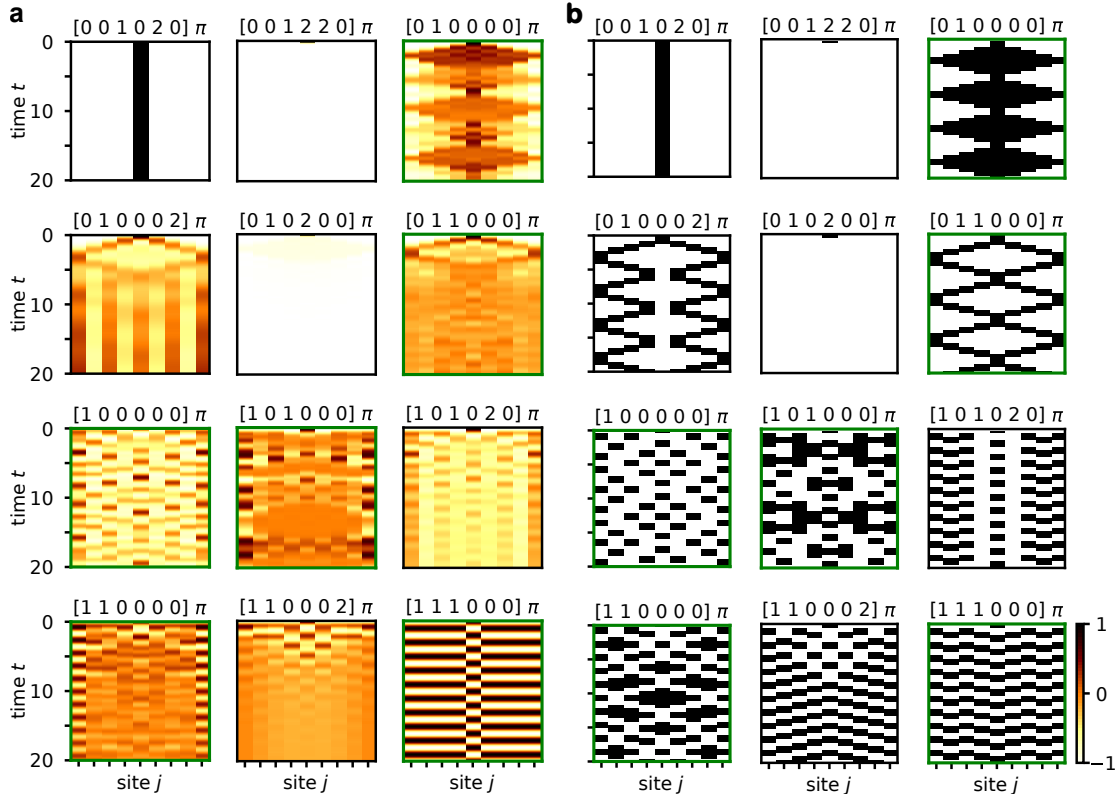 a
b
[0 0 1 0 2 0] π
[0 0 1 2 2 0] π
[0 1 0 0 0 0] π
[0 0 1 0 2 0] π
[0 0 1 2 2 0] π
[0 1 0 0 0 0] π
0
10
20
time t
[0 1 0 0 0 2] π
[0 1 0 2 0 0] π
[0 1 1 0 0 0] π
[0 1 0 0 0 2] π
[0 1 0 2 0 0] π
[0 1 1 0 0 0] π
0
10
20
time t
[1 0 0 0 0 0] π
[1 0 1 0 0 0] π
[1 0 1 0 2 0] π
[1 0 0 0 0 0] π
[1 0 1 0 0 0] π
[1 0 1 0 2 0] π
0
10
20
time t
[1 1 0 0 0 0] π
[1 1 0 0 0 2] π
[1 1 1 0 0 0] π
[1 1 0 0 0 0] π
[1 1 0 0 0 2] π
[1 1 1 0 0 0] π
0
10
20
time t
1
0
−1
site j
site j
site j
site j
site j
site j